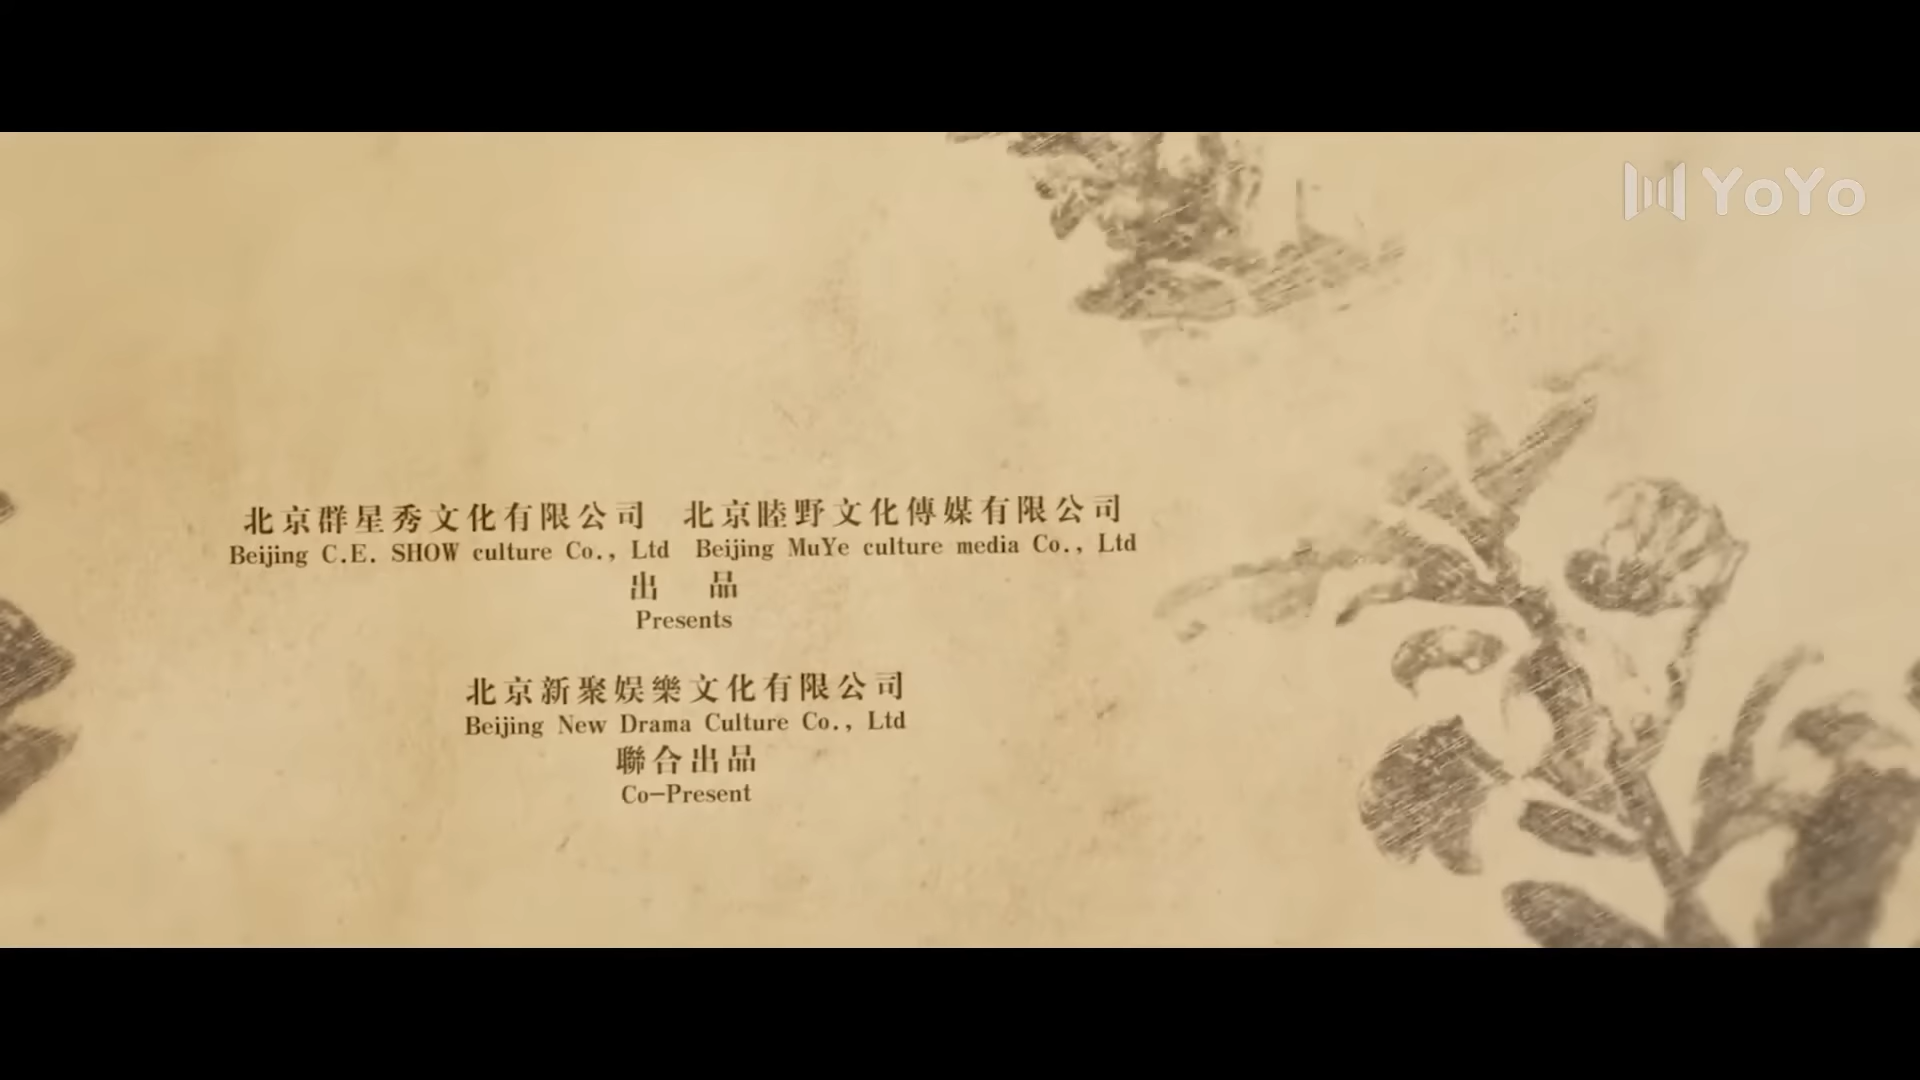 YoYo
北京群星秀文化有限公司 北京睦野文化傳媒有限公司
Beijing C.E. SHOW culture Co., Ltd Beijing MuYe culture media Co., Ltd
出 品
Presents
北京新聚娱樂文化有限公司
Beijing New Drama Culture Co., Ltd
聯合出品
Co-Present